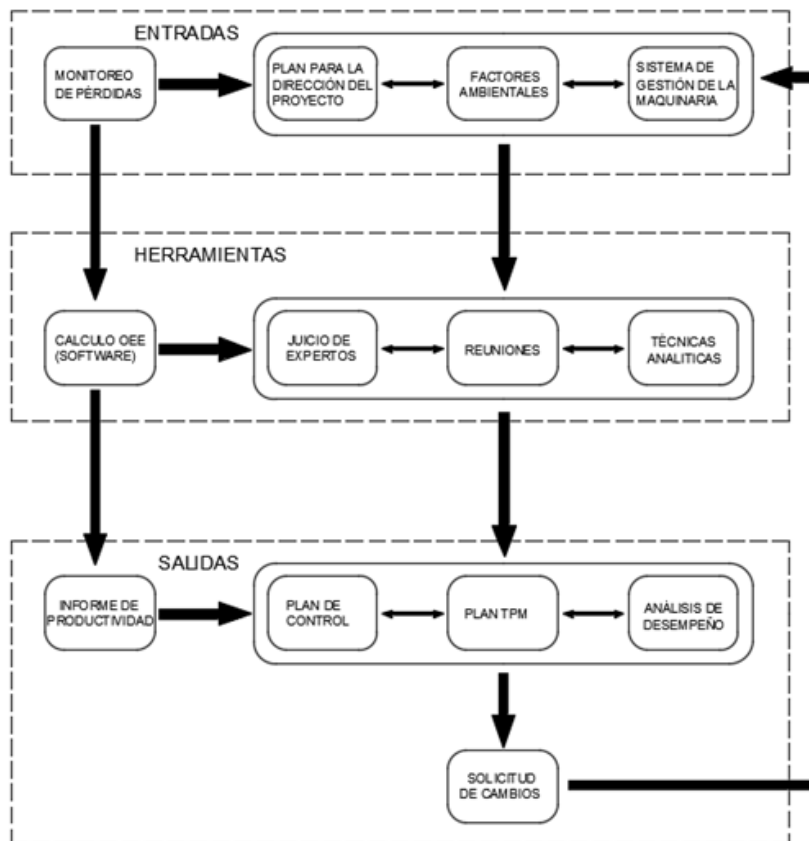 ENTRADAS
MONITOREO
DE PÉRDIDAS
PLAN PARA LA
DIRECCIÓN DEL
PROYECTO
FACTORES
AMBIENTALES
SISTEMA DE
GESTIÓN DE LA
MAQUINARIA
HERRAMIENTAS
CALCULO OEE
(SOFTWARE)
JUICIO DE
EXPERTOS
REUNIONES
TÉCNICAS
ANALITICAS
SALIDAS
INFORME DE
PRODUCTIVIDAD
PLAN DE
CONTROL
PLAN TPM
ANÁLISIS DE
DESEMPEÑO
SOLICITUD
DE CAMBIOS